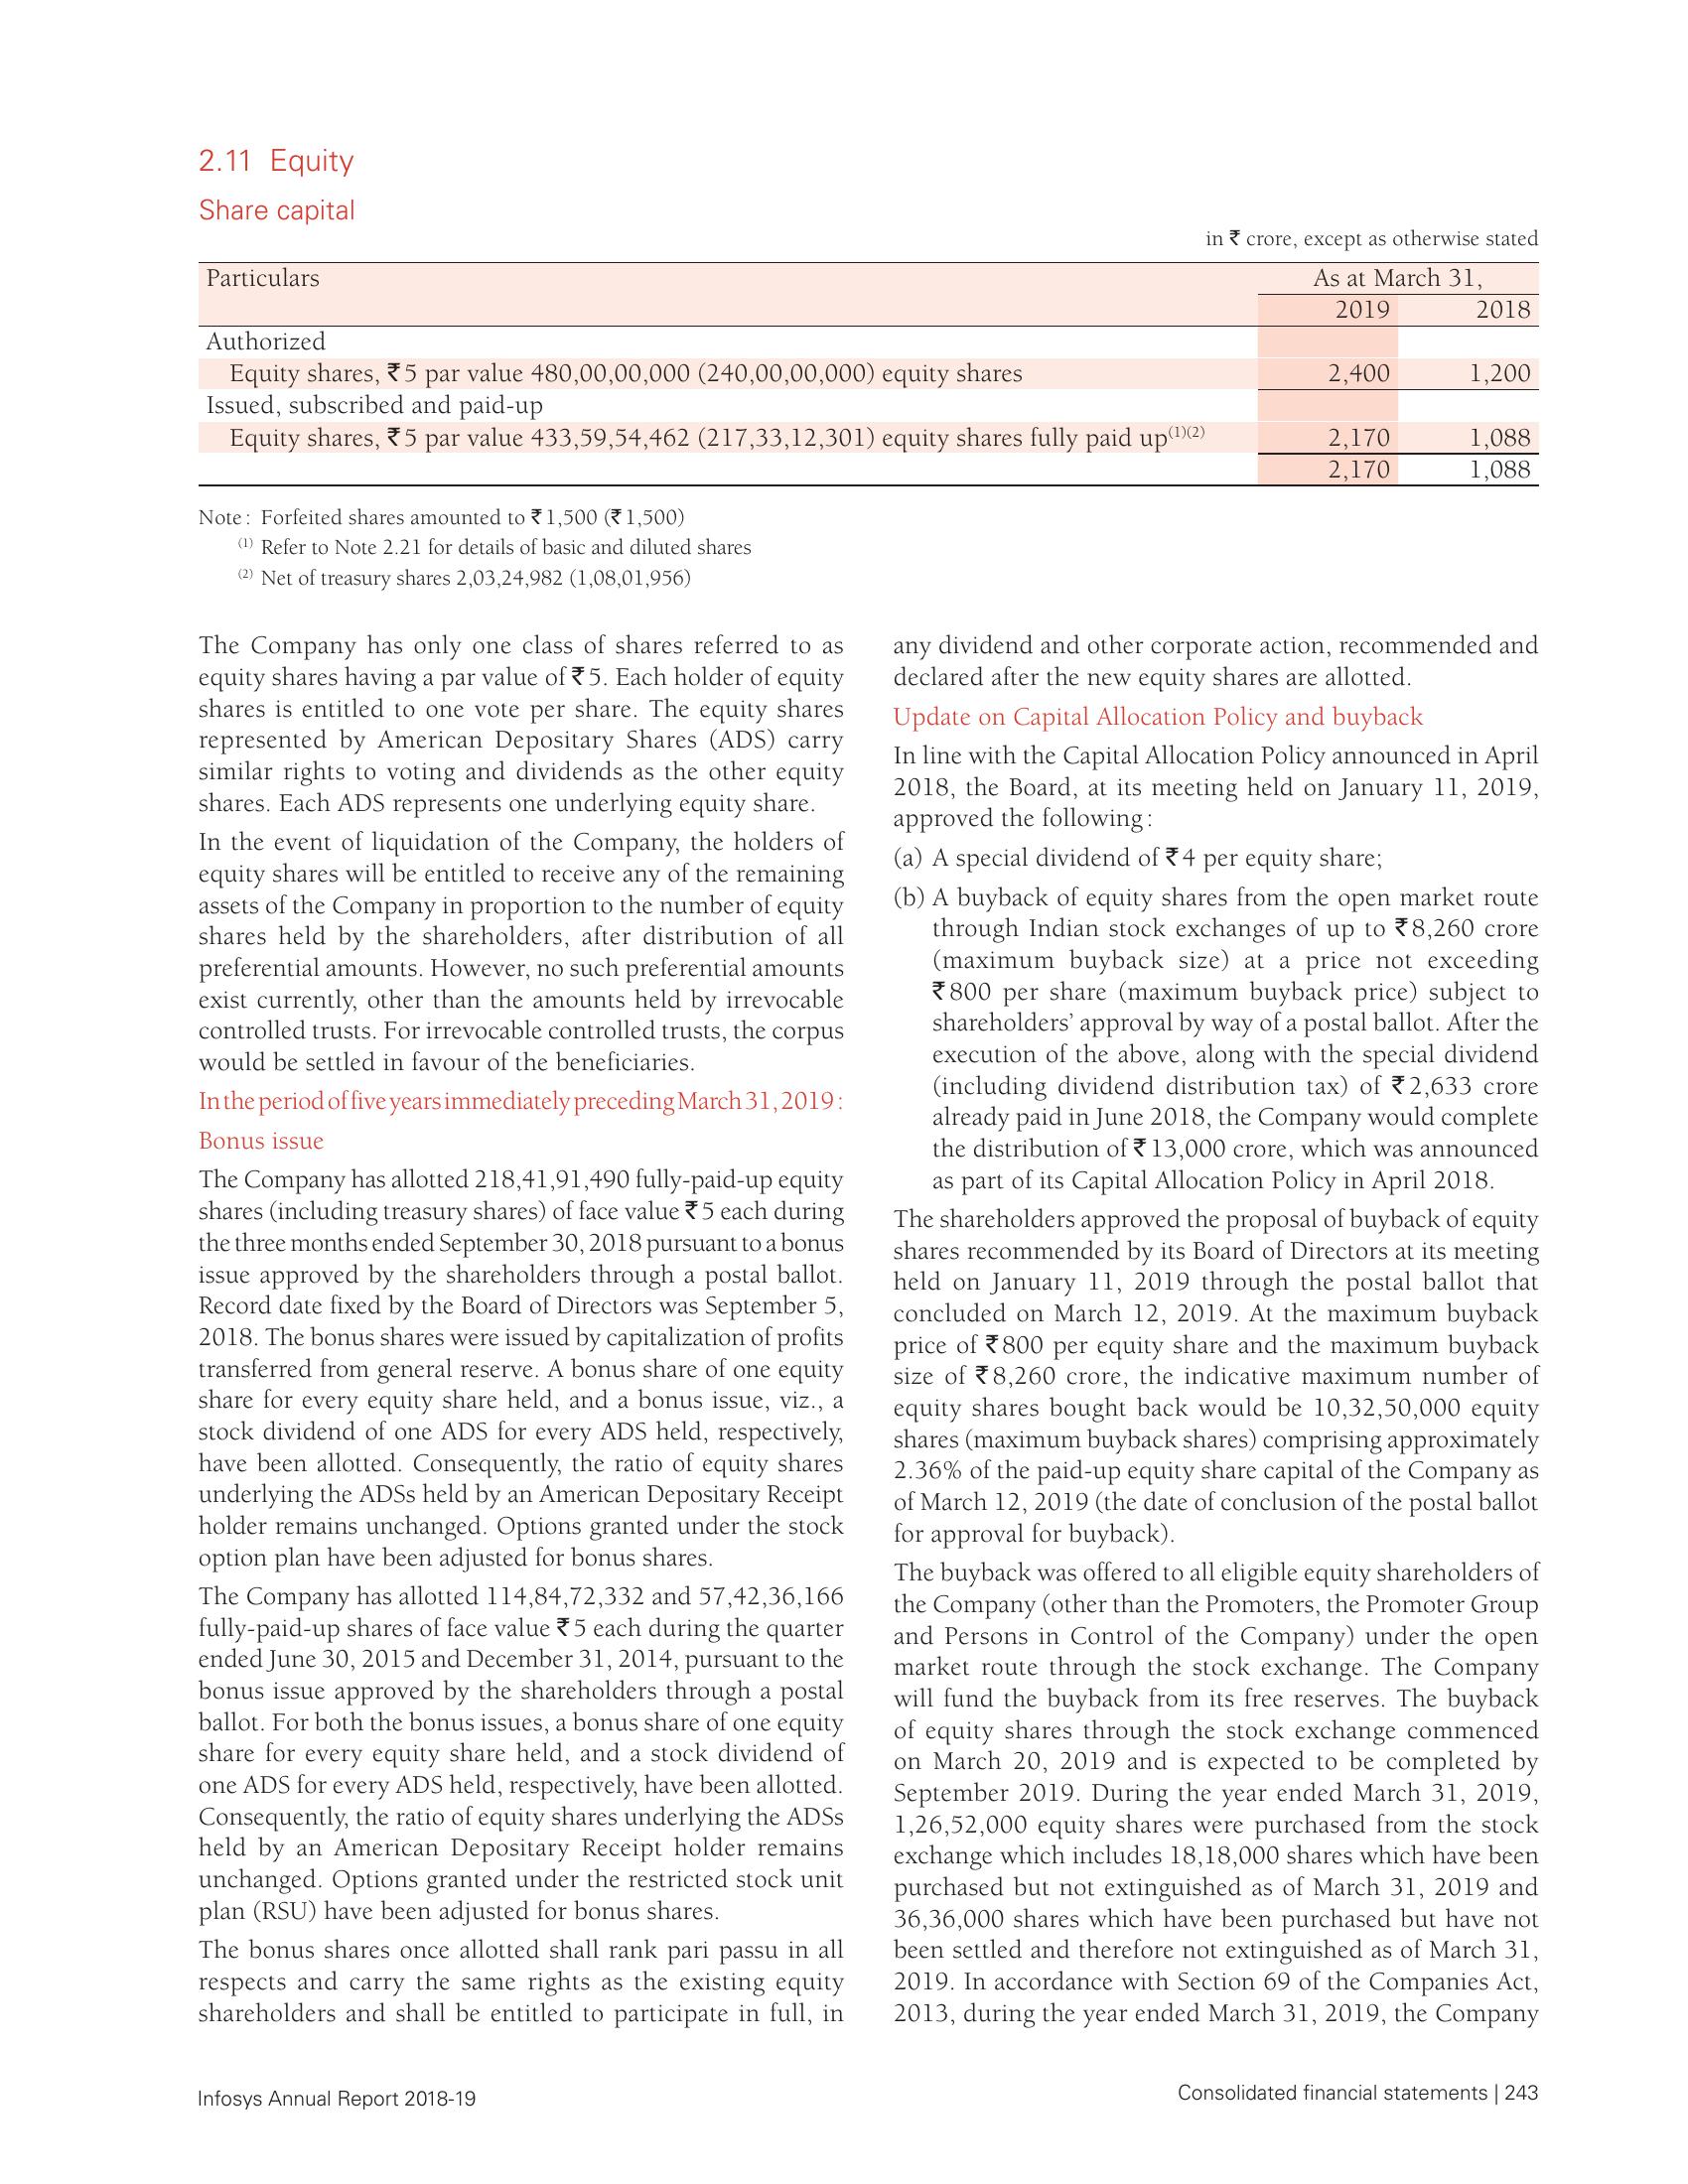 2.11 Equity
Share capital
in ₹ crore, except as otherwise stated
Particulars As at March 31,
2019 2018
Authorized
Equity shares, ₹5 par value 480,00,00,000 (240,00,00,000) equity shares 2,400 1,200
Issued, subscribed and paid-up
Equity shares, ₹5 par value 433,59,54,462 (217,33,12,301) equity shares fully paid up(1)(2) 2,170 1,088
2,170 1,088
Note : Forfeited shares amounted to ₹1,500 (₹1,500)
(1) Refer to Note 2.21 for details of basic and diluted shares
(2) Net of treasury shares 2,03,24,982 (1,08,01,956)
The Company has only one class of shares referred to as
equity shares having a par value of ₹5. Each holder of equity
shares is entitled to one vote per share. The equity shares
represented by American Depositary Shares (ADS) carry
similar rights to voting and dividends as the other equity
shares. Each ADS represents one underlying equity share.
In the event of liquidation of the Company, the holders of
equity shares will be entitled to receive any of the remaining
assets of the Company in proportion to the number of equity
shares held by the shareholders, after distribution of all
preferential amounts. However, no such preferential amounts
exist currently, other than the amounts held by irrevocable
controlled trusts. For irrevocable controlled trusts, the corpus
would be settled in favour of the beneficiaries.
In the period of five years immediately preceding March 31, 2019 :
Bonus issue
The Company has allotted 218,41,91,490 fully-paid-up equity
shares (including treasury shares) of face value ₹5 each during
the three months ended September 30, 2018 pursuant to a bonus
issue approved by the shareholders through a postal ballot.
Record date fixed by the Board of Directors was September 5,
2018. The bonus shares were issued by capitalization of profits
transferred from general reserve. A bonus share of one equity
share for every equity share held, and a bonus issue, viz., a
stock dividend of one ADS for every ADS held, respectively,
have been allotted. Consequently, the ratio of equity shares
underlying the ADSs held by an American Depositary Receipt
holder remains unchanged. Options granted under the stock
option plan have been adjusted for bonus shares.
The Company has allotted 114,84,72,332 and 57,42,36,166
fully-paid-up shares of face value ₹5 each during the quarter
ended June 30, 2015 and December 31, 2014, pursuant to the
bonus issue approved by the shareholders through a postal
ballot. For both the bonus issues, a bonus share of one equity
share for every equity share held, and a stock dividend of
one ADS for every ADS held, respectively, have been allotted.
Consequently, the ratio of equity shares underlying the ADSs
held by an American Depositary Receipt holder remains
unchanged. Options granted under the restricted stock unit
plan (RSU) have been adjusted for bonus shares.
The bonus shares once allotted shall rank pari passu in all
respects and carry the same rights as the existing equity
shareholders and shall be entitled to participate in full, in
any dividend and other corporate action, recommended and
declared after the new equity shares are allotted.
Update on Capital Allocation Policy and buyback
In line with the Capital Allocation Policy announced in April
2018, the Board, at its meeting held on January 11, 2019,
approved the following :
(a) A special dividend of ₹4 per equity share;
(b) A buyback of equity shares from the open market route
through Indian stock exchanges of up to ₹8,260 crore
(maximum buyback size) at a price not exceeding
₹800 per share (maximum buyback price) subject to
shareholders’ approval by way of a postal ballot. After the
execution of the above, along with the special dividend
(including dividend distribution tax) of ₹2,633 crore
already paid in June 2018, the Company would complete
the distribution of ₹13,000 crore, which was announced
as part of its Capital Allocation Policy in April 2018.
The shareholders approved the proposal of buyback of equity
shares recommended by its Board of Directors at its meeting
held on January 11, 2019 through the postal ballot that
concluded on March 12, 2019. At the maximum buyback
price of ₹800 per equity share and the maximum buyback
size of ₹8,260 crore, the indicative maximum number of
equity shares bought back would be 10,32,50,000 equity
shares (maximum buyback shares) comprising approximately
2.36% of the paid-up equity share capital of the Company as
of March 12, 2019 (the date of conclusion of the postal ballot
for approval for buyback).
The buyback was offered to all eligible equity shareholders of
the Company (other than the Promoters, the Promoter Group
and Persons in Control of the Company) under the open
market route through the stock exchange. The Company
will fund the buyback from its free reserves. The buyback
of equity shares through the stock exchange commenced
on March 20, 2019 and is expected to be completed by
September 2019. During the year ended March 31, 2019,
1,26,52,000 equity shares were purchased from the stock
exchange which includes 18,18,000 shares which have been
purchased but not extinguished as of March 31, 2019 and
36,36,000 shares which have been purchased but have not
been settled and therefore not extinguished as of March 31,
2019. In accordance with Section 69 of the Companies Act,
2013, during the year ended March 31, 2019, the Company
Infosys Annual Report 2018-19
Consolidated financial statements | 243